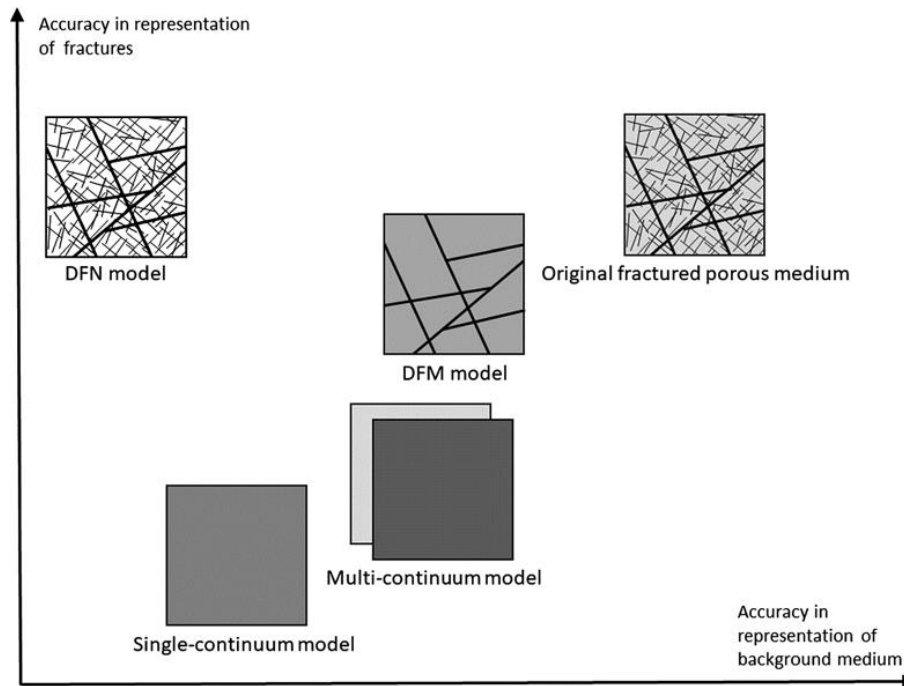 Accuracy in representation
of fractures
DFN model
Original fractured porous medium
DFM model
Multi-continuum model
Single-continuum model
Accuracy in
representation of
background medium